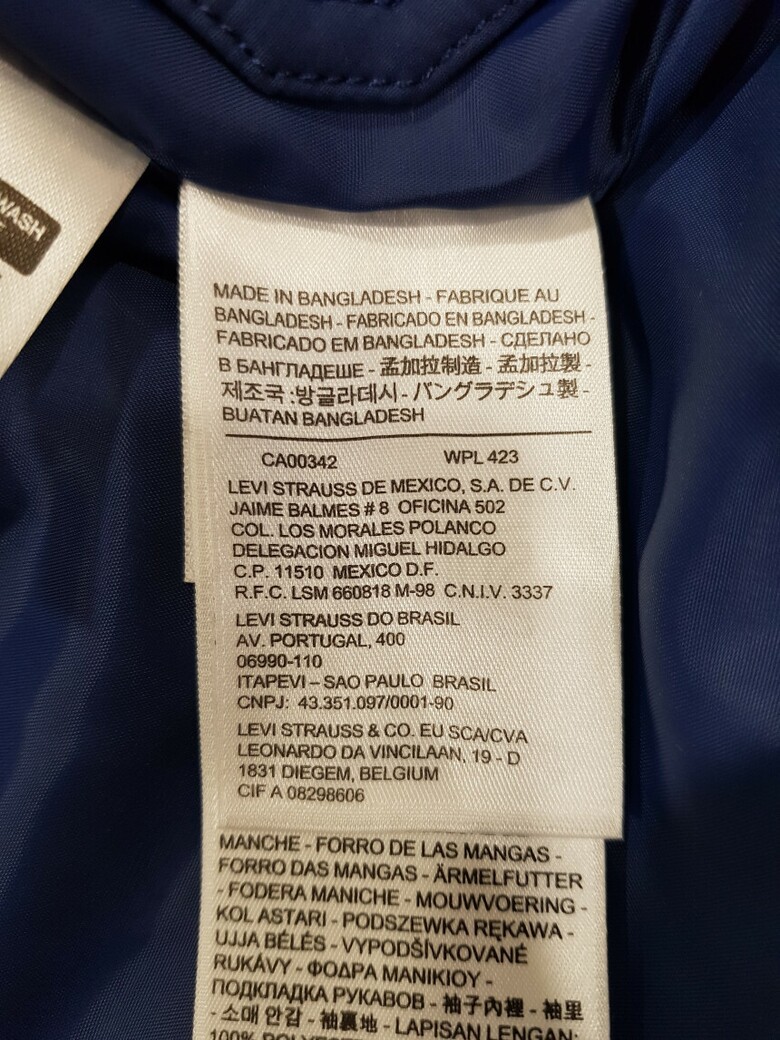 WASH
MADE IN BANGLADESH - FABRIQUE AU
BANGLADESH - FABRICADO EN BANGLADESH -
FABRICADO EM BANGLADESH - СДЕЛАНО
В БАНГЛАДЕШЕ - 孟加拉制造 - 孟加拉製 -
제조국 :방글라데시 - バングラデシュ製 -
BUATAN BANGLADESH
CA00342 WPL 423
LEVI STRAUSS DE MEXICO, S.A. DE C.V.
JAIME BALMES # 8 OFICINA 502
COL. LOS MORALES POLANCO
DELEGACION MIGUEL HIDALGO
C.P. 11510 MEXICO D.F.
R.F.C. LSM 660818 M-98 C.N.I.V. 3337
LEVI STRAUSS DO BRASIL
AV. PORTUGAL, 400
06990-110
ITAPEVI – SAO PAULO BRASIL
CNPJ: 43.351.097/0001-90
LEVI STRAUSS & CO. EU SCA/CVA
LEONARDO DA VINCILAAN, 19 - D
1831 DIEGEM, BELGIUM
CIF A 08298606
MANCHE - FORRO DE LAS MANGAS -
FORRO DAS MANGAS - ÄRMELFUTTER
- FODERA MANICHE - MOUWVOERING -
KOL ASTARI - PODSZEWKA RĘKAWA -
UJJA BÉLÉS - VYPODŠÍVKOVANÉ
RUKÁVY - ΦΟΔΡΑ ΜΑΝΙΚΙΟΥ -
ПОДКЛАДКА РУКАВОВ - 袖子內裡 - 袖里
- 소매 안감 - 袖裏地 - LAPISAN LENGAN:
100%